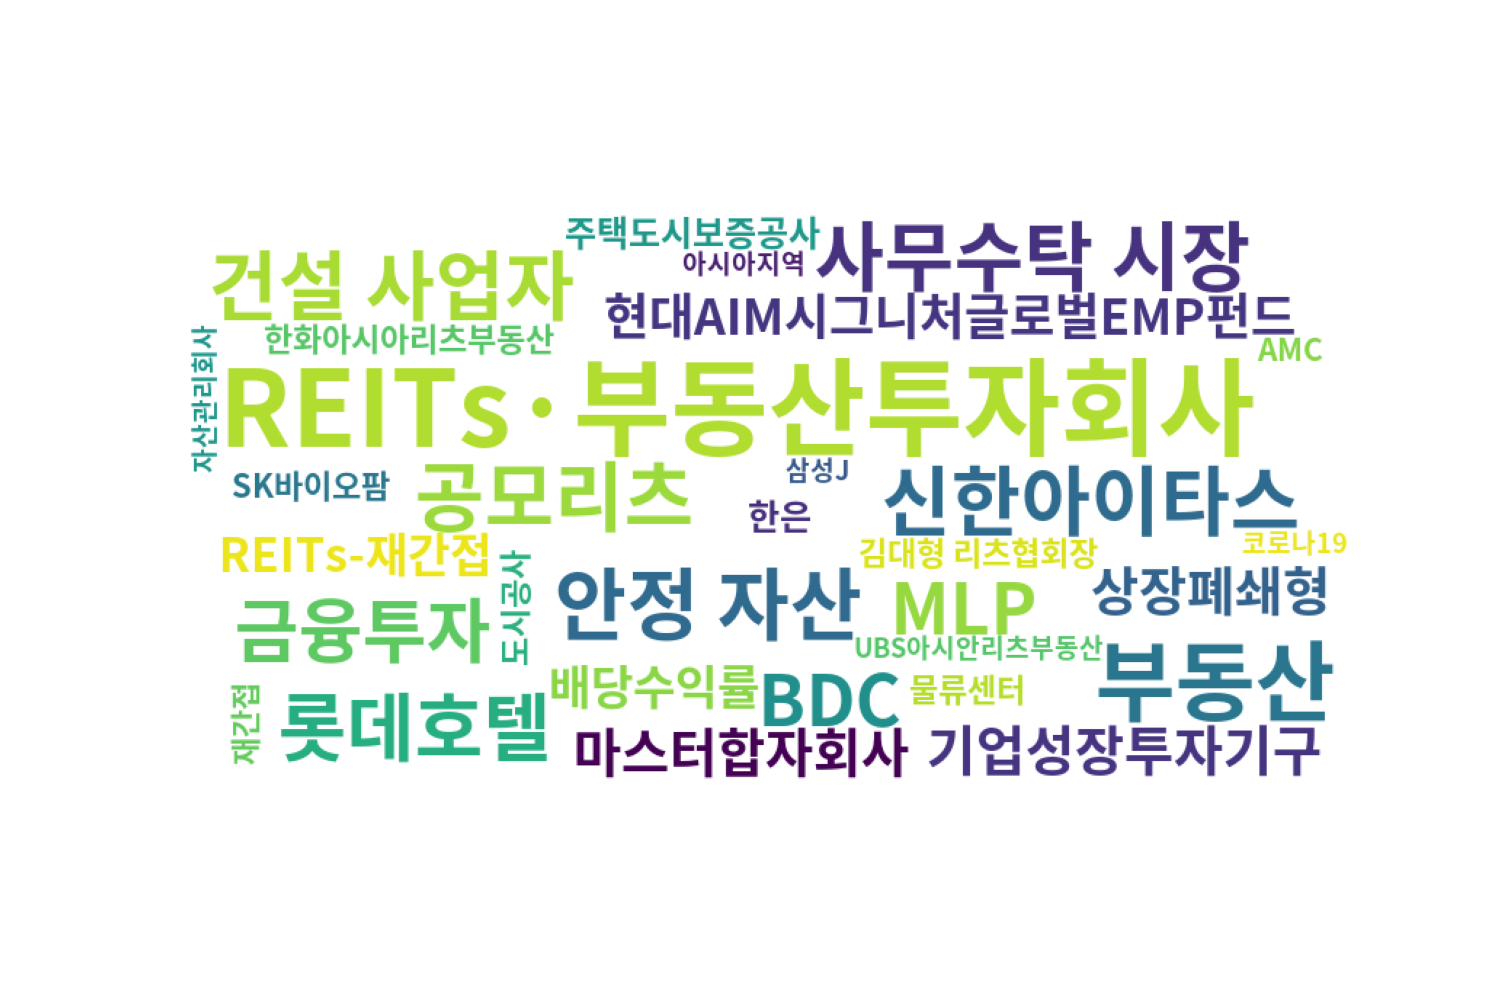 주택도시보증공사
사무수탁 시장
건설 사업자
아시아지역
현대AIM시그니처글로벌EMP펀드
한화아시아리츠부동산
AMC
자산관리회사
REITs·부동산투자회사
SK바이오팜
공모리츠
삼성J
신한아이타스
한은
REITs-재간접
김대형 리츠협회장
코로나19
도시공사
안정 자산
MLP
상장폐쇄형
금융투자
UBS아시안리츠부동산
부동산
배당수익률
BDC
물류센터
재간접
롯데호텔
마스터합자회사
기업성장투자기구